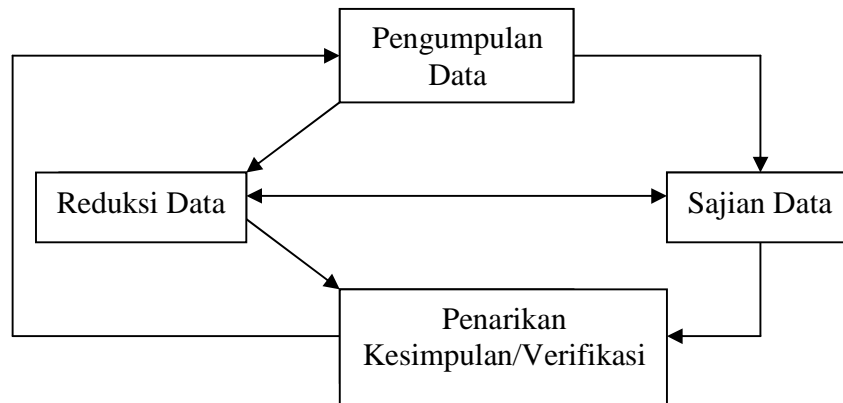 Pengumpulan
Data
Reduksi Data
Sajian Data
Penarikan
Kesimpulan/Verifikasi